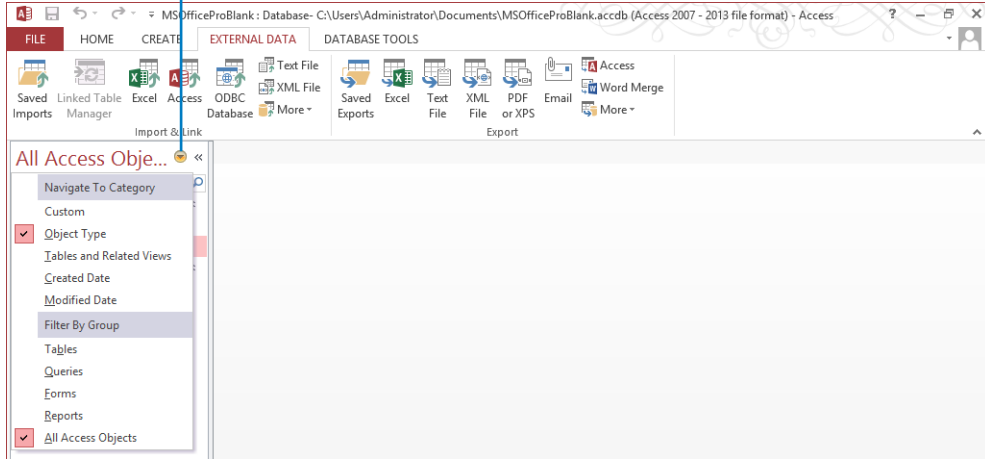 MSOfficeProBlank : Database- C:\Users\Administrator\Documents\MSOfficeProBlank.accdb (Access 2007 - 2013 file format) - Access ?
FILE HOME CREATE EXTERNAL DATA DATABASE TOOLS
Saved Imports
Linked Table Manager
Excel
Access
ODBC Database
Text File
XML File
More
Saved Exports
Excel
Text File
XML File
PDF or XPS
Email
Access
Word Merge
More
Import & Link
Export
All Access Obje... «
Navigate To Category
Custom
Object Type
Tables and Related Views
Created Date
Modified Date
Filter By Group
Tables
Queries
Forms
Reports
All Access Objects